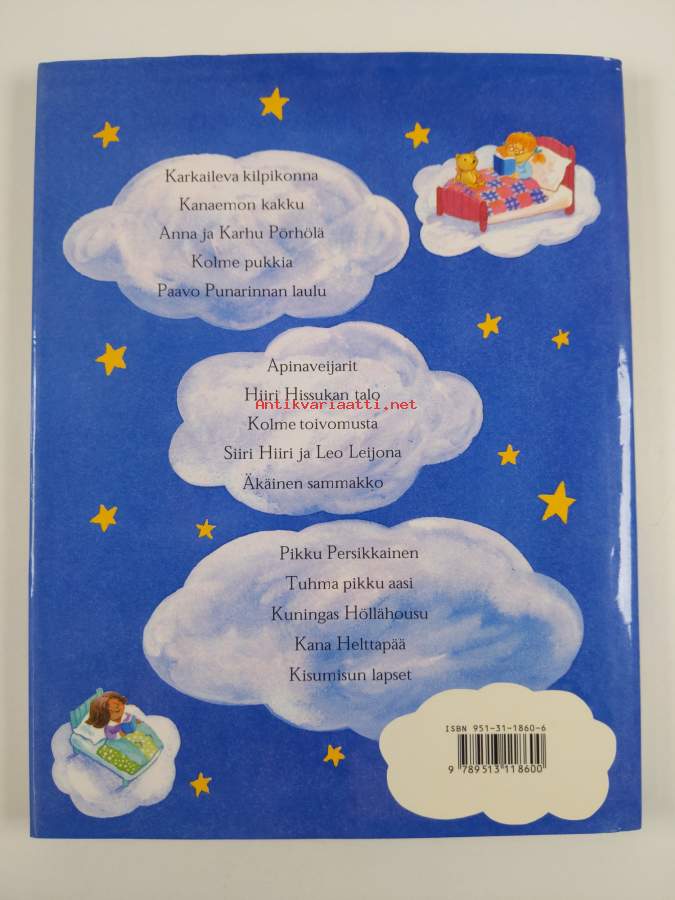 Karkaileva kilpikonna
Kanaemon kakku
Anna ja Karhu Pörhölä
Kolme pukkia
Paavo Punarinnan laulu
Apinaveijarit
Hiiri Hissukan talo
Antikvariaatti.net
Kolme toivomusta
Siiri Hiiri ja Leo Leijona
Äkäinen sammakko
Pikku Persikkainen
Tuhma pikku aasi
Kuningas Höllähousu
Kana Helttapää
Kisumisun lapset
ISBN 951-31-1860-6
9 789513 118600